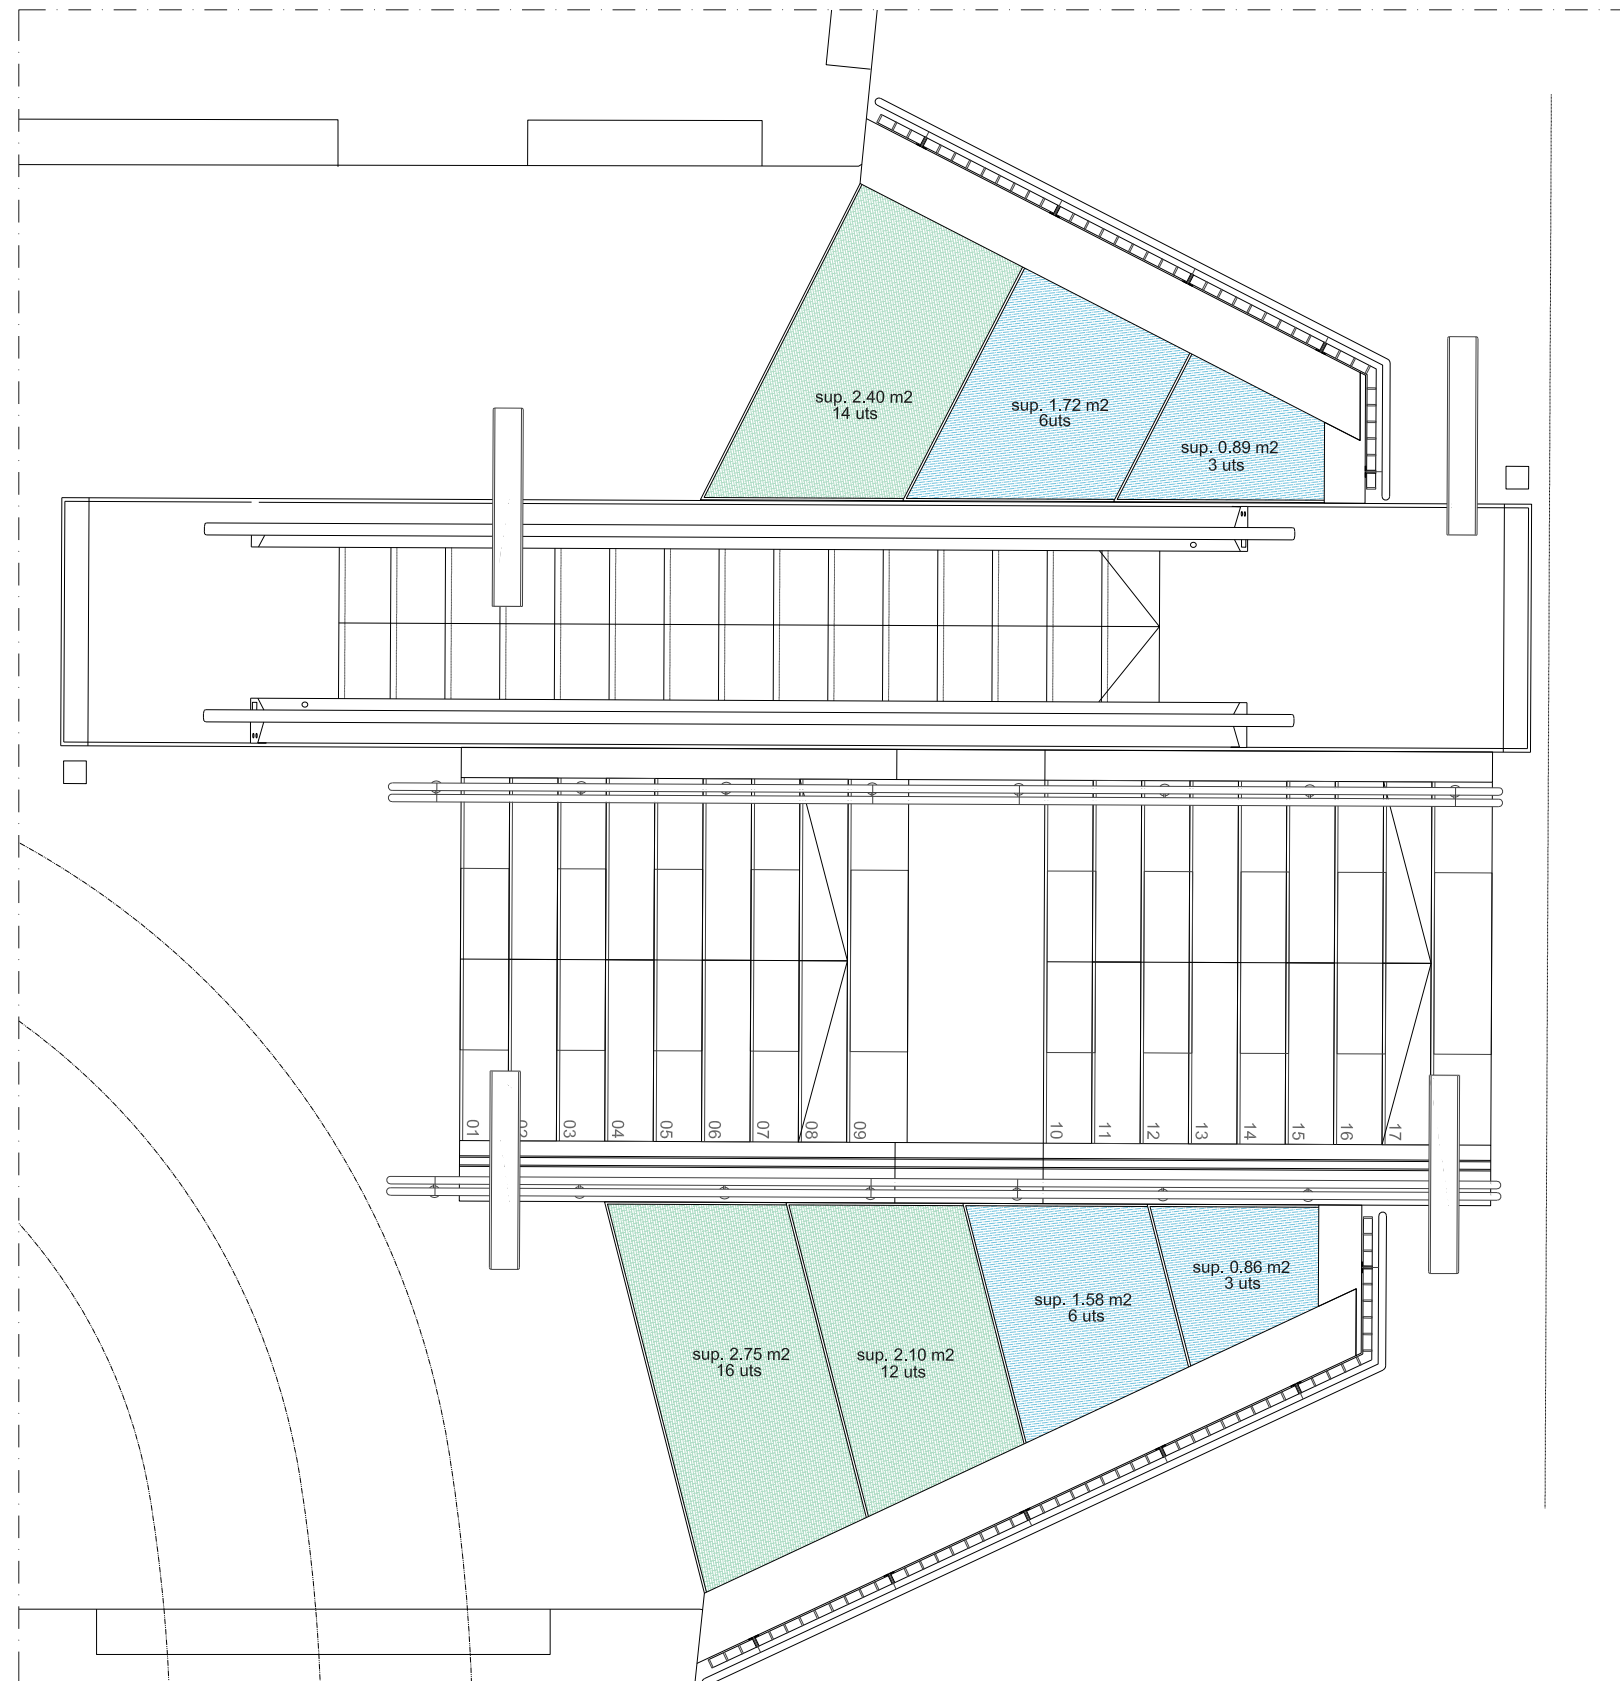 sup. 2.40 m2
14 uts
sup. 1.72 m2
6uts
sup. 0.89 m2
3 uts
01
02
03
04
05
06
07
08
09
10
11
12
13
14
15
16
17
sup. 2.75 m2
16 uts
sup. 2.10 m2
12 uts
sup. 1.58 m2
6 uts
sup. 0.86 m2
3 uts